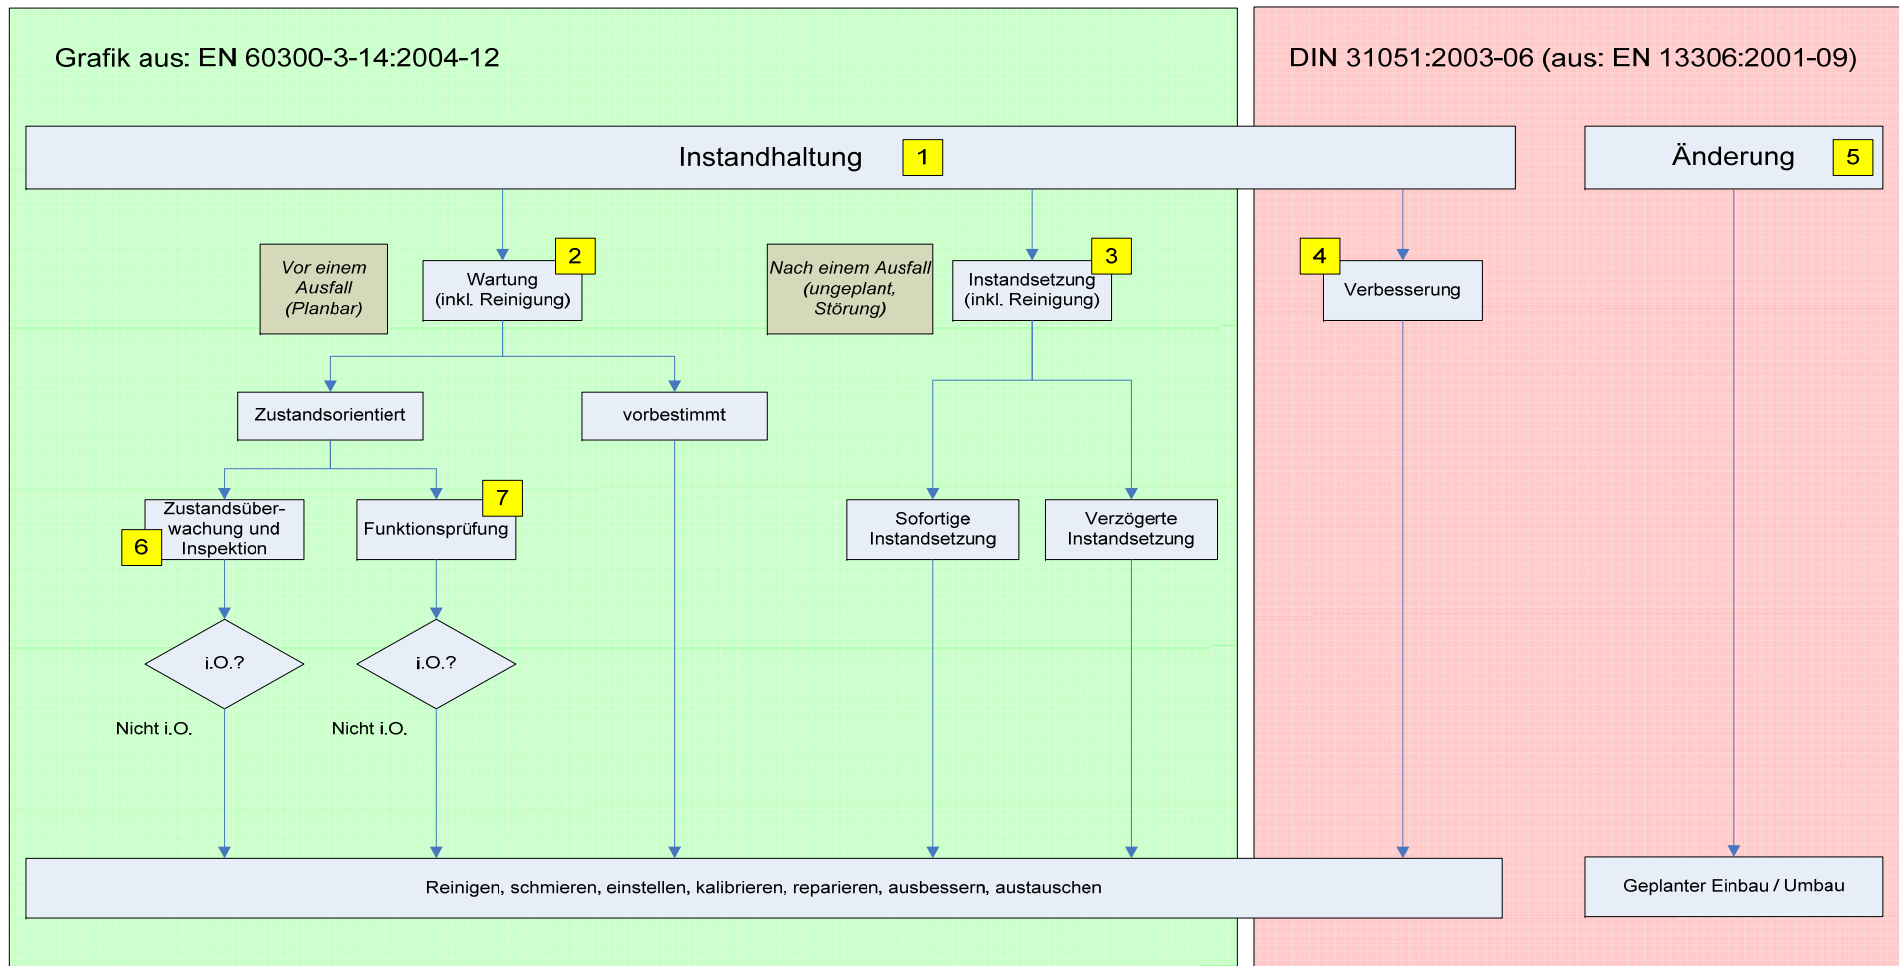 Grafik aus: EN 60300-3-14:2004-12
DIN 31051:2003-06 (aus: EN 13306:2001-09)
Instandhaltung
1
Änderung
5
Vor einem
Ausfall
(Planbar)
2
Wartung
(inkl. Reinigung)
Nach einem Ausfall
(ungeplant,
Störung)
3
Instandsetzung
(inkl. Reinigung)
4
Verbesserung
Zustandsorientiert
vorbestimmt
Zustandsüber-
wachung und
Inspektion
6
7
Funktionsprüfung
Sofortige
Instandsetzung
Verzögerte
Instandsetzung
i.O.?
i.O.?
Nicht i.O.
Nicht i.O.
Reinigen, schmieren, einstellen, kalibrieren, reparieren, ausbessern, austauschen
Geplanter Einbau / Umbau